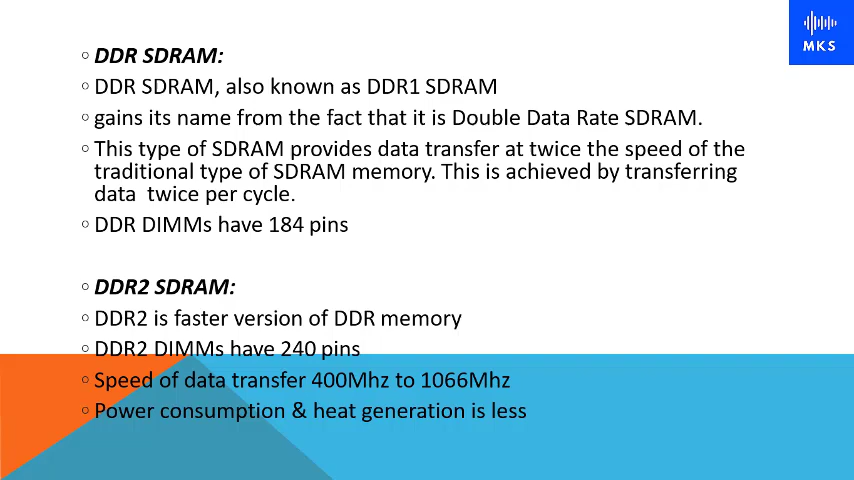 MKS
◦ DDR SDRAM:
◦ DDR SDRAM, also known as DDR1 SDRAM
◦ gains its name from the fact that it is Double Data Rate SDRAM.
◦ This type of SDRAM provides data transfer at twice the speed of the
traditional type of SDRAM memory. This is achieved by transferring
data  twice per cycle.
◦ DDR DIMMs have 184 pins
◦ DDR2 SDRAM:
◦ DDR2 is faster version of DDR memory
◦ DDR2 DIMMs have 240 pins
◦ Speed of data transfer 400Mhz to 1066Mhz
◦ Power consumption & heat generation is less